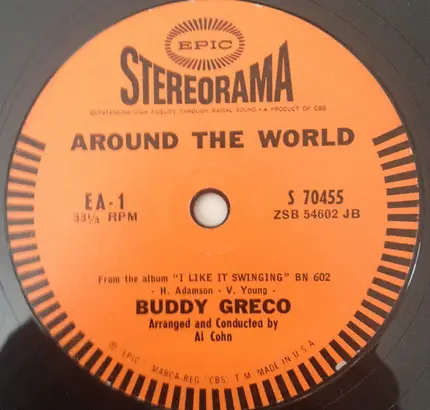 EPIC
STEREORAMA
OUTSTANDING HIGH FIDELITY THROUGH RADIAL SOUND • A PRODUCT OF CBS
AROUND THE WORLD
EA-1 S 70455
33⅓ RPM ZSB 54602 JB
From the album "I LIKE IT SWINGING" BN 602
- H. Adamson - V. Young -
BUDDY GRECO
Arranged and Conducted by
Al Cohn
℗ "EPIC" MARCA REG. "CBS" T.M. MADE IN U.S.A.